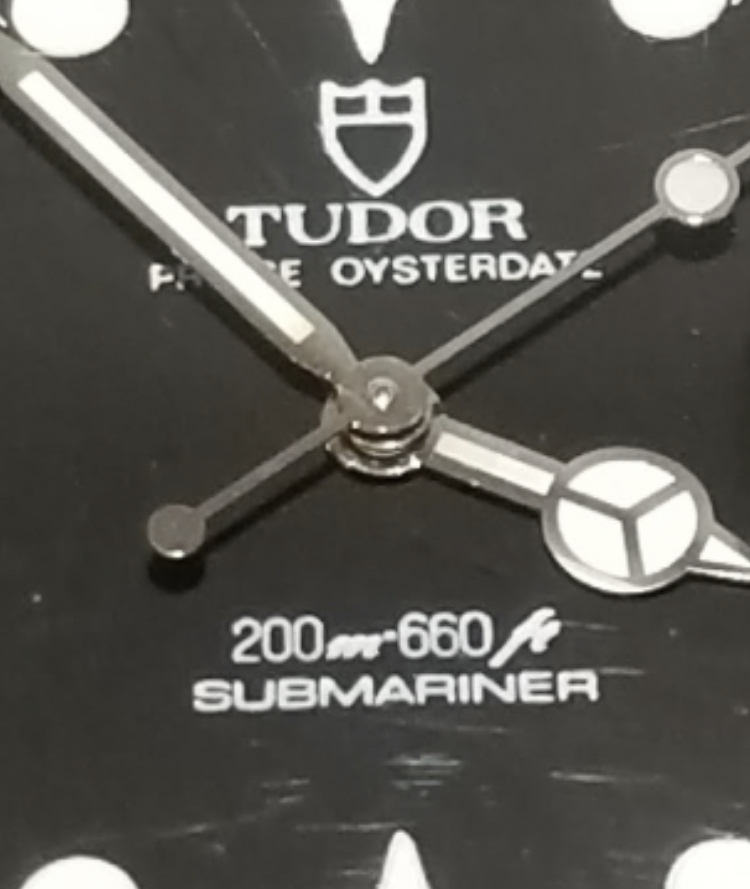 TUDOR
OYSTERDATE
200m-660ft
SUBMARINER